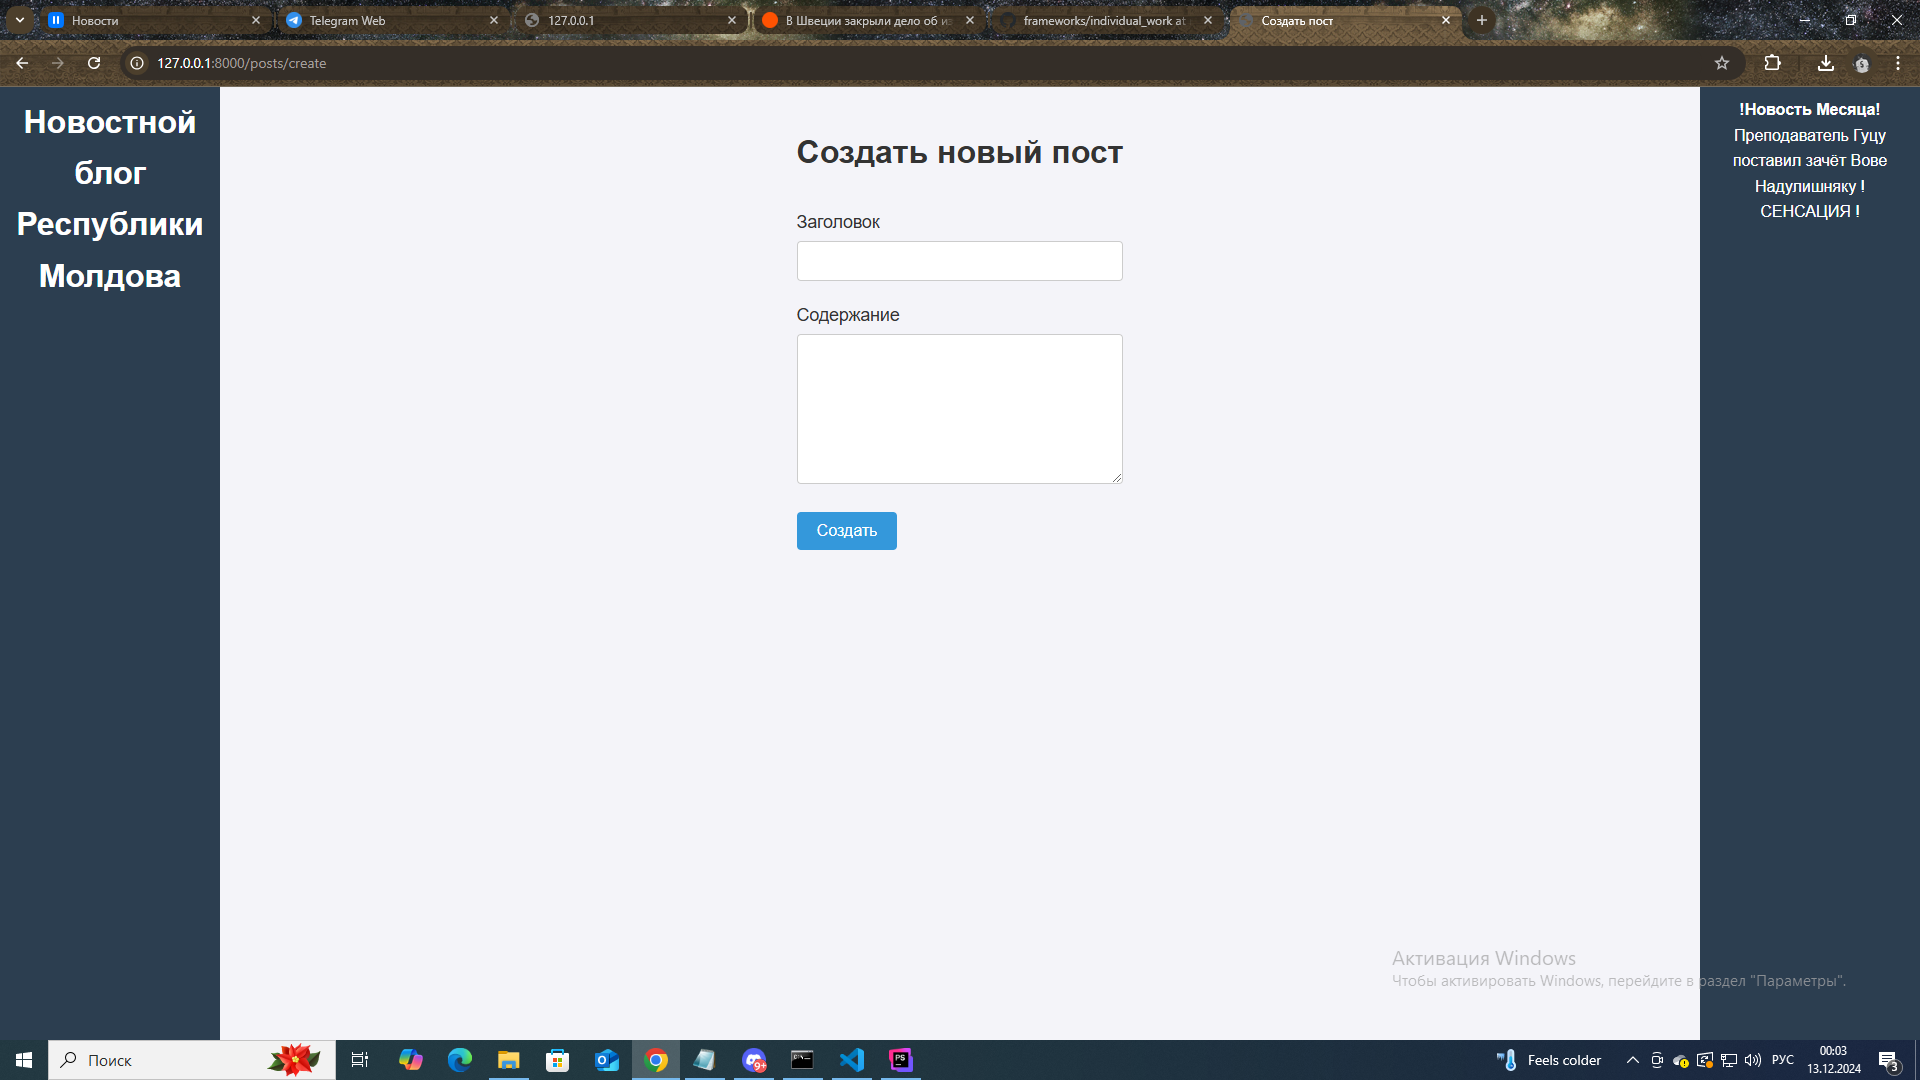 Новости
Telegram Web
127.0.0.1
В Швеции закрыли дело об из
frameworks/individual_work at
Создать пост
127.0.0.1:8000/posts/create
Новостной
блог
Республики
Молдова
Создать новый пост
Заголовок
Содержание
Создать
!Новость Месяца!
Преподаватель Гуцу
поставил зачёт Вове
Надулишняку !
СЕНСАЦИЯ !
Активация Windows
Чтобы активировать Windows, перейдите в раздел "Параметры".
Поиск
9+
PS
Feels colder
РУС
00:03
13.12.2024
3